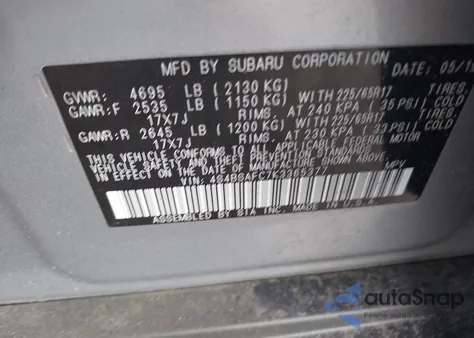 MFD BY SUBARU CORPORATION DATE: 05/1
GVWR: 4695 LB (2130 KG)
GAWR:F 2535 LB (1150 KG) WITH 225/65R17 TIRES,
17X7J RIMS, AT 240 KPA (35 PSI) COLD.
GAWR:R 2645 LB (1200 KG) WITH 225/65R17 TIRES,
17X7J RIMS, AT 230 KPA (33 PSI) COLD.
THIS VEHICLE CONFORMS TO ALL APPLICABLE FEDERAL MOTOR
VEHICLE SAFETY AND THEFT PREVENTION STANDARDS IN
EFFECT ON THE DATE OF MANUFACTURE SHOWN ABOVE.
VIN: 4S4BSAFC7K3385377 MPV
ASSEMBLED BY SIA INC. MADE IN U.S.A.
autoSnap